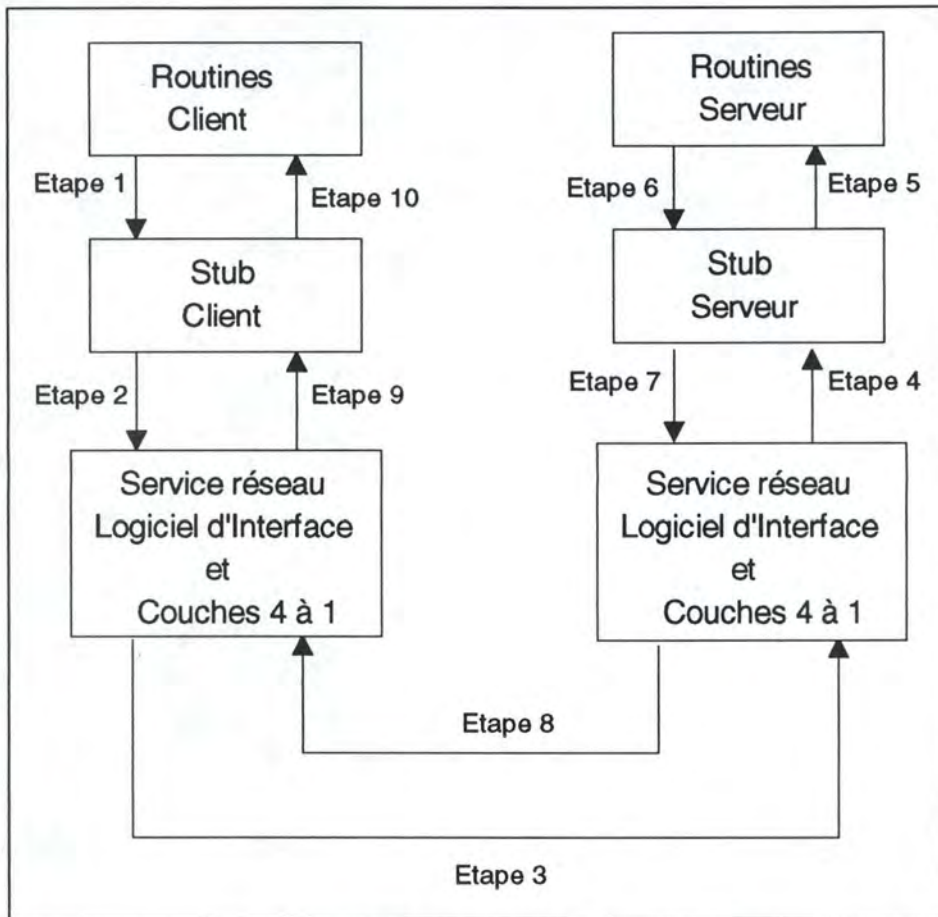 Routines
Client
Routines
Serveur
Etape 1
Etape 10
Etape 6
Etape 5
Stub
Client
Stub
Serveur
Etape 2
Etape 9
Etape 7
Etape 4
Service réseau
Logiciel d'Interface
et
Couches 4 à 1
Service réseau
Logiciel d'Interface
et
Couches 4 à 1
Etape 8
Etape 3